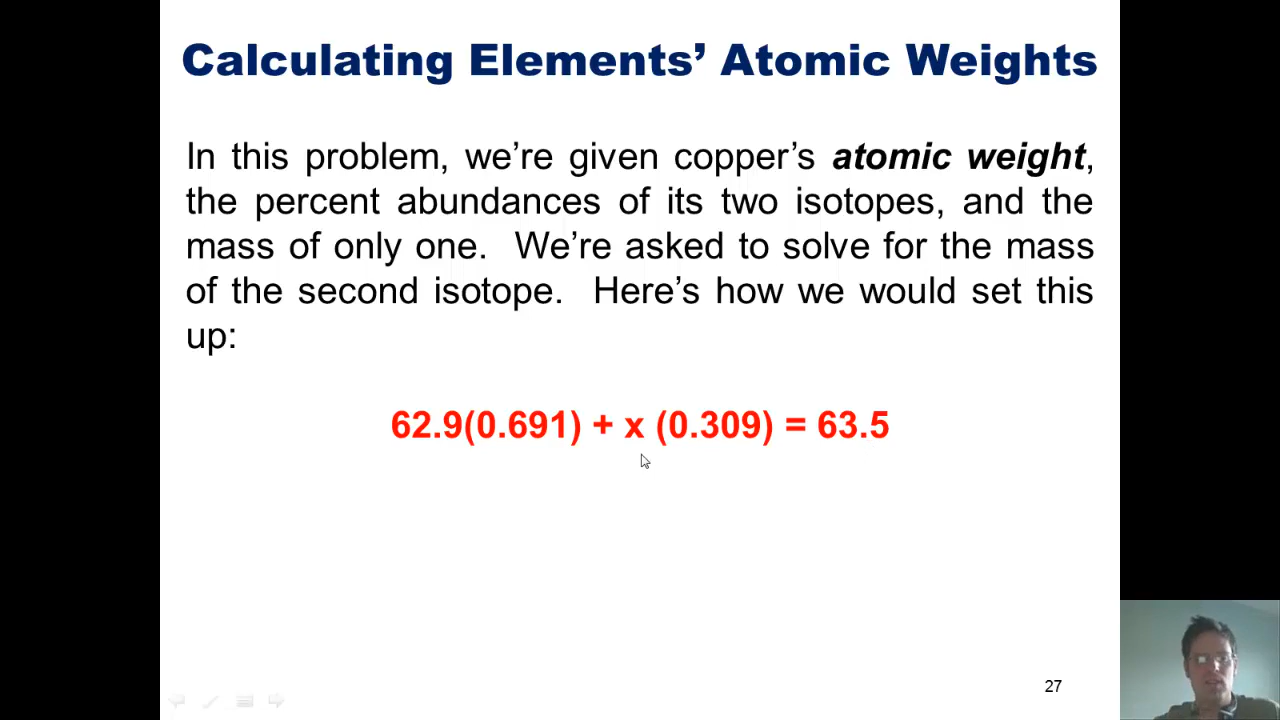 Calculating Elements’ Atomic Weights
In this problem, we’re given copper’s atomic weight,
the percent abundances of its two isotopes, and the
mass of only one.  We’re asked to solve for the mass
of the second isotope.  Here’s how we would set this
up:
62.9(0.691) + x (0.309) = 63.5
27